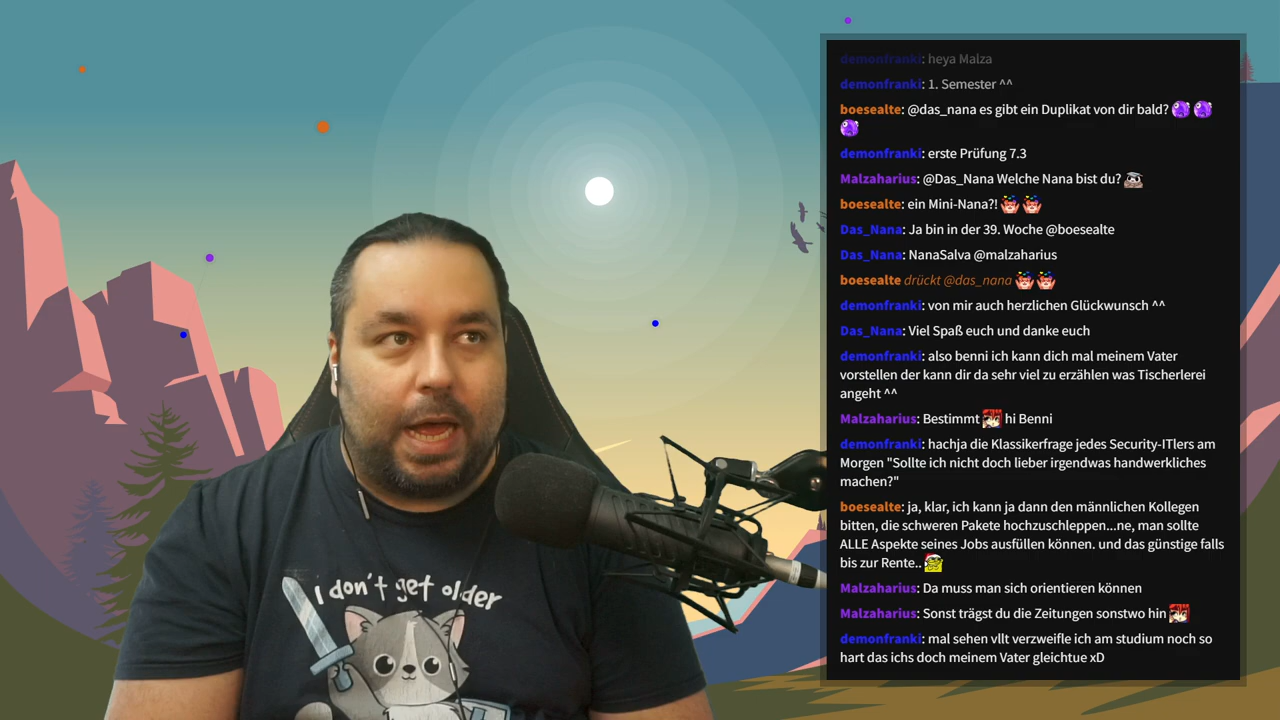 demonfranki: heya Malza
demonfranki: 1. Semester ^^
boesealte: @das_nana es gibt ein Duplikat von dir bald?
demonfranki: erste Prüfung 7.3
Malzaharius: @Das_Nana Welche Nana bist du?
boesealte: ein Mini-Nana?!
Das_Nana: Ja bin in der 39. Woche @boesealte
Das_Nana: NanaSalva @malzaharius
boesealte drückt @das_nana
demonfranki: von mir auch herzlichen Glückwunsch ^^
Das_Nana: Viel Spaß euch und danke euch
demonfranki: also benni ich kann dich mal meinem Vater
vorstellen der kann dir da sehr viel zu erzählen was Tischerlerei
angeht ^^
Malzaharius: Bestimmt hi Benni
demonfranki: hachja die Klassikerfrage jedes Security-ITlers am
Morgen "Sollte ich nicht doch lieber irgendwas handwerkliches
machen?"
boesealte: ja, klar, ich kann ja dann den männlichen Kollegen
bitten, die schweren Pakete hochzuschleppen...ne, man sollte
ALLE Aspekte seines Jobs ausfüllen können. und das günstige falls
bis zur Rente..
Malzaharius: Da muss man sich orientieren können
Malzaharius: Sonst trägst du die Zeitungen sonstwo hin
demonfranki: mal sehen vllt verzweifle ich am studium noch so
hart das ichs doch meinem Vater gleichtue xD
i don't get older